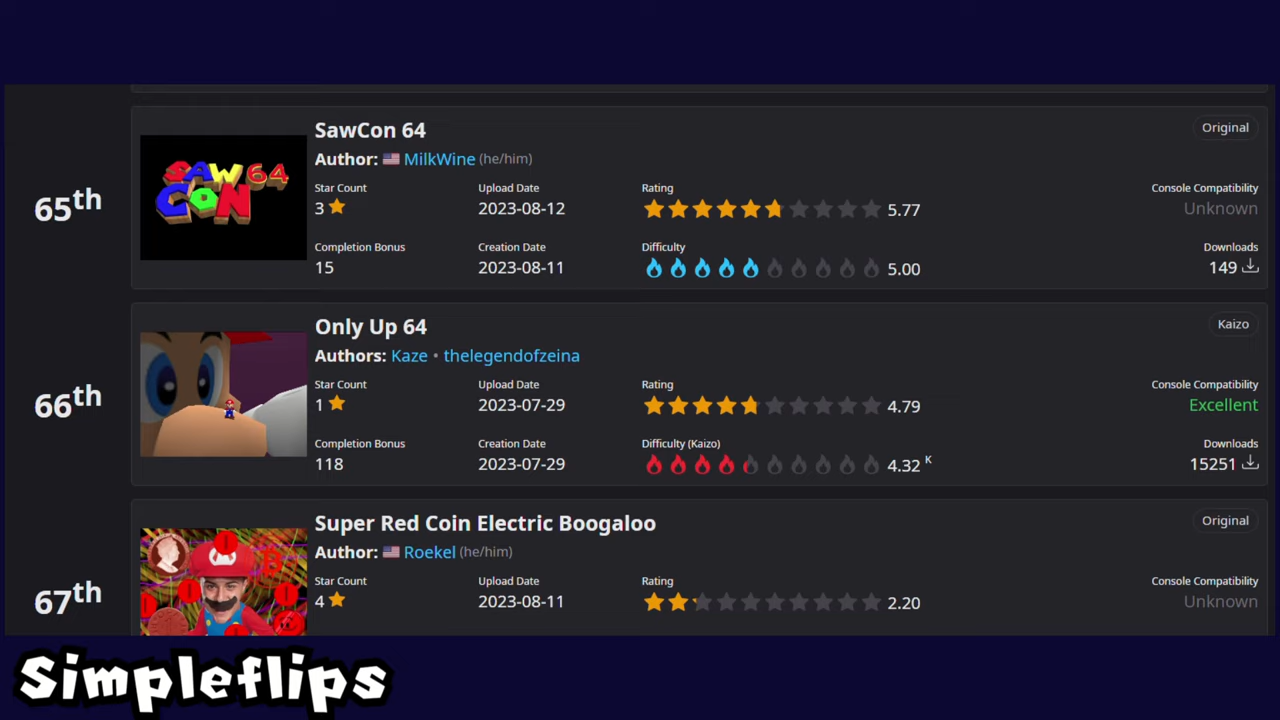 SawCon 64
Original
Author: MilkWine (he/him)
65th
SAW 64
CON
Star Count
Upload Date
Rating
Console Compatibility
3
2023-08-12
5.77
Unknown
Completion Bonus
Creation Date
Difficulty
Downloads
15
2023-08-11
5.00
149
Only Up 64
Kaizo
Authors: Kaze • thelegendofzeina
66th
Star Count
Upload Date
Rating
Console Compatibility
1
2023-07-29
4.79
Excellent
Completion Bonus
Creation Date
Difficulty (Kaizo)
Downloads
118
2023-07-29
4.32 K
15251
Super Red Coin Electric Boogaloo
Original
Author: Roekel (he/him)
67th
Star Count
Upload Date
Rating
Console Compatibility
4
2023-08-11
2.20
Unknown
Simpleflips